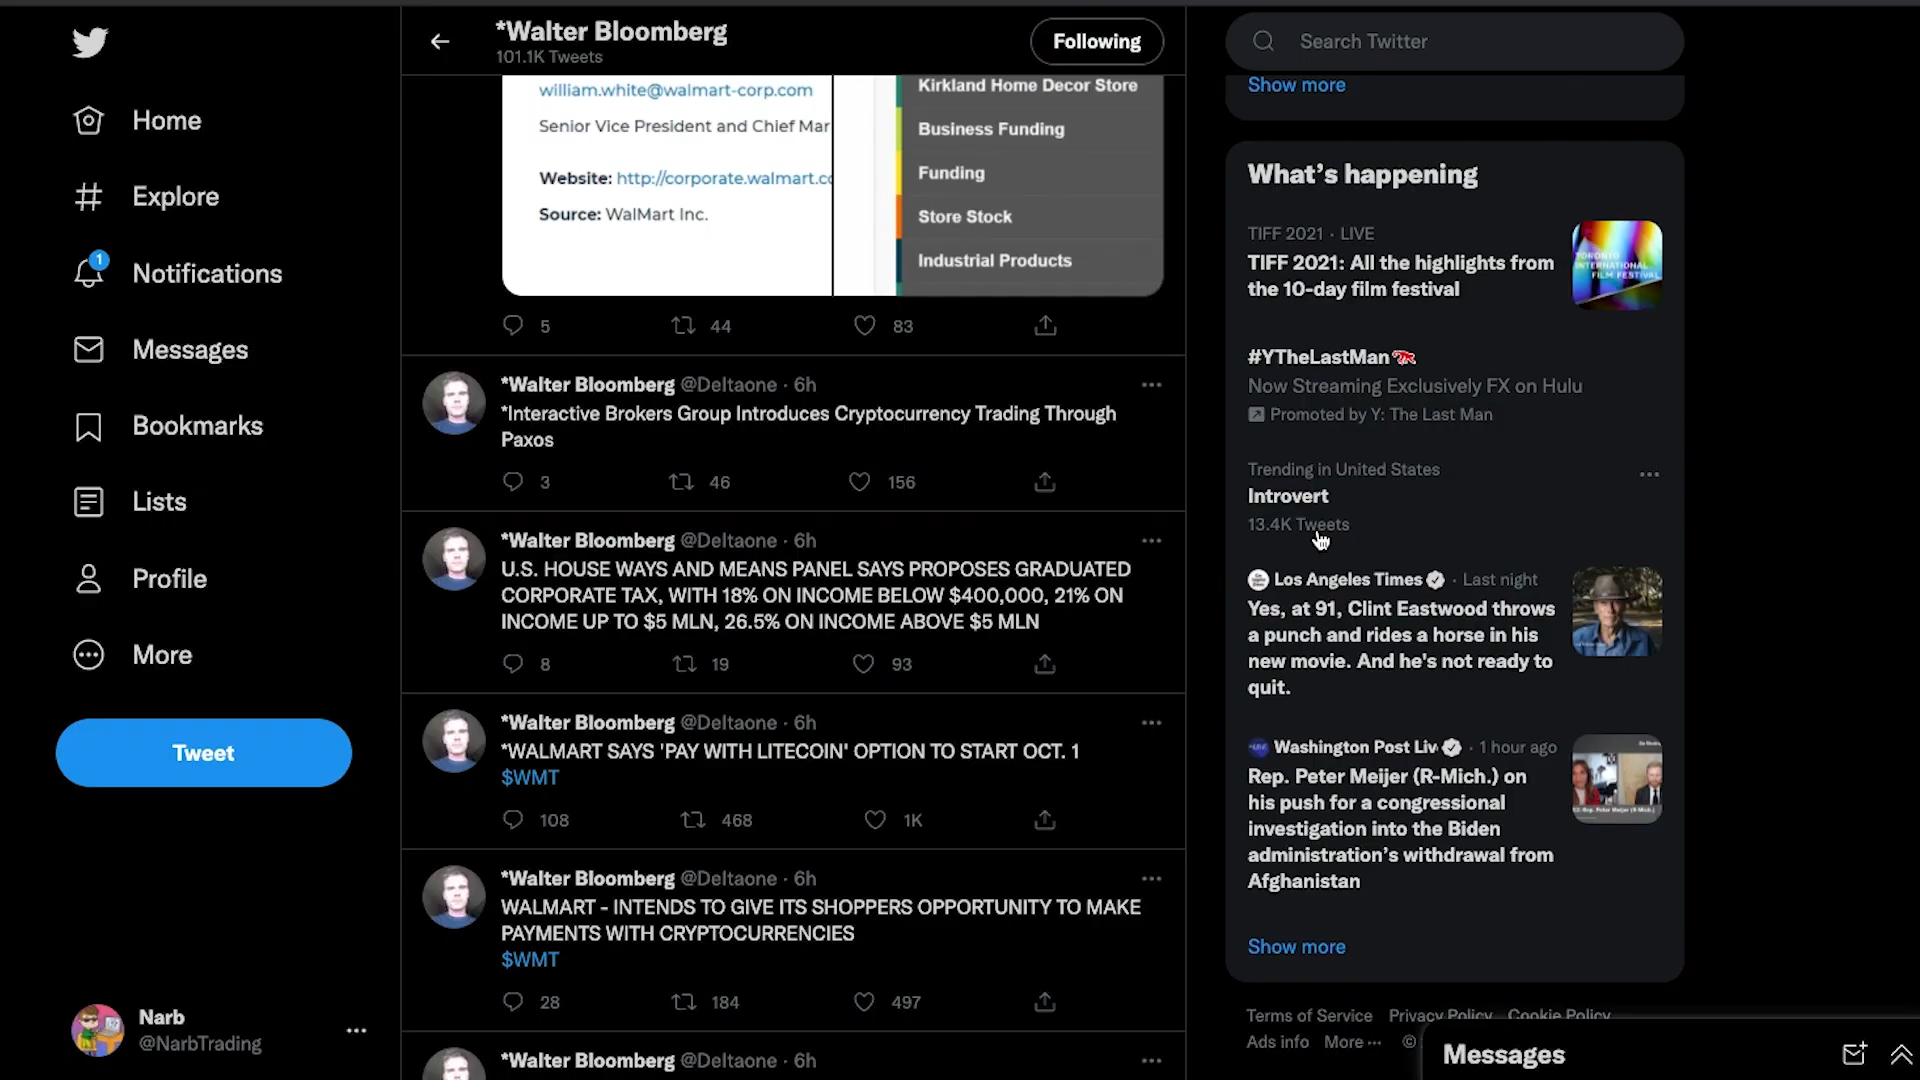 Home
Explore
1
Notifications
Messages
Bookmarks
Lists
Profile
More
Tweet
Narb
@NarbTrading
*Walter Bloomberg
101.1K Tweets
Following
william.white@walmart-corp.com
Senior Vice President and Chief Mar
Website: http://corporate.walmart.co
Source: WalMart Inc.
Kirkland Home Decor Store
Business Funding
Funding
Store Stock
Industrial Products
5 44 83
*Walter Bloomberg @Deltaone · 6h
*Interactive Brokers Group Introduces Cryptocurrency Trading Through
Paxos
3 46 156
*Walter Bloomberg @Deltaone · 6h
U.S. HOUSE WAYS AND MEANS PANEL SAYS PROPOSES GRADUATED
CORPORATE TAX, WITH 18% ON INCOME BELOW $400,000, 21% ON
INCOME UP TO $5 MLN, 26.5% ON INCOME ABOVE $5 MLN
8 19 93
*Walter Bloomberg @Deltaone · 6h
*WALMART SAYS 'PAY WITH LITECOIN' OPTION TO START OCT. 1
$WMT
108 468 1K
*Walter Bloomberg @Deltaone · 6h
WALMART - INTENDS TO GIVE ITS SHOPPERS OPPORTUNITY TO MAKE
PAYMENTS WITH CRYPTOCURRENCIES
$WMT
28 184 497
*Walter Bloomberg @Deltaone · 6h
Search Twitter
Show more
What's happening
TIFF 2021 · LIVE
TIFF 2021: All the highlights from
the 10-day film festival
TORONTO
INTERNATIONAL
FILM FESTIVAL
#YTheLastMan
Now Streaming Exclusively FX on Hulu
Promoted by Y: The Last Man
Trending in United States
Introvert
13.4K Tweets
Los Angeles Times · Last night
Yes, at 91, Clint Eastwood throws
a punch and rides a horse in his
new movie. And he's not ready to
quit.
Washington Post Liv · 1 hour ago
Rep. Peter Meijer (R-Mich.) on
his push for a congressional
investigation into the Biden
administration's withdrawal from
Afghanistan
Show more
Terms of Service Privacy Policy Cookie Policy
Ads info More ··· ©
Messages